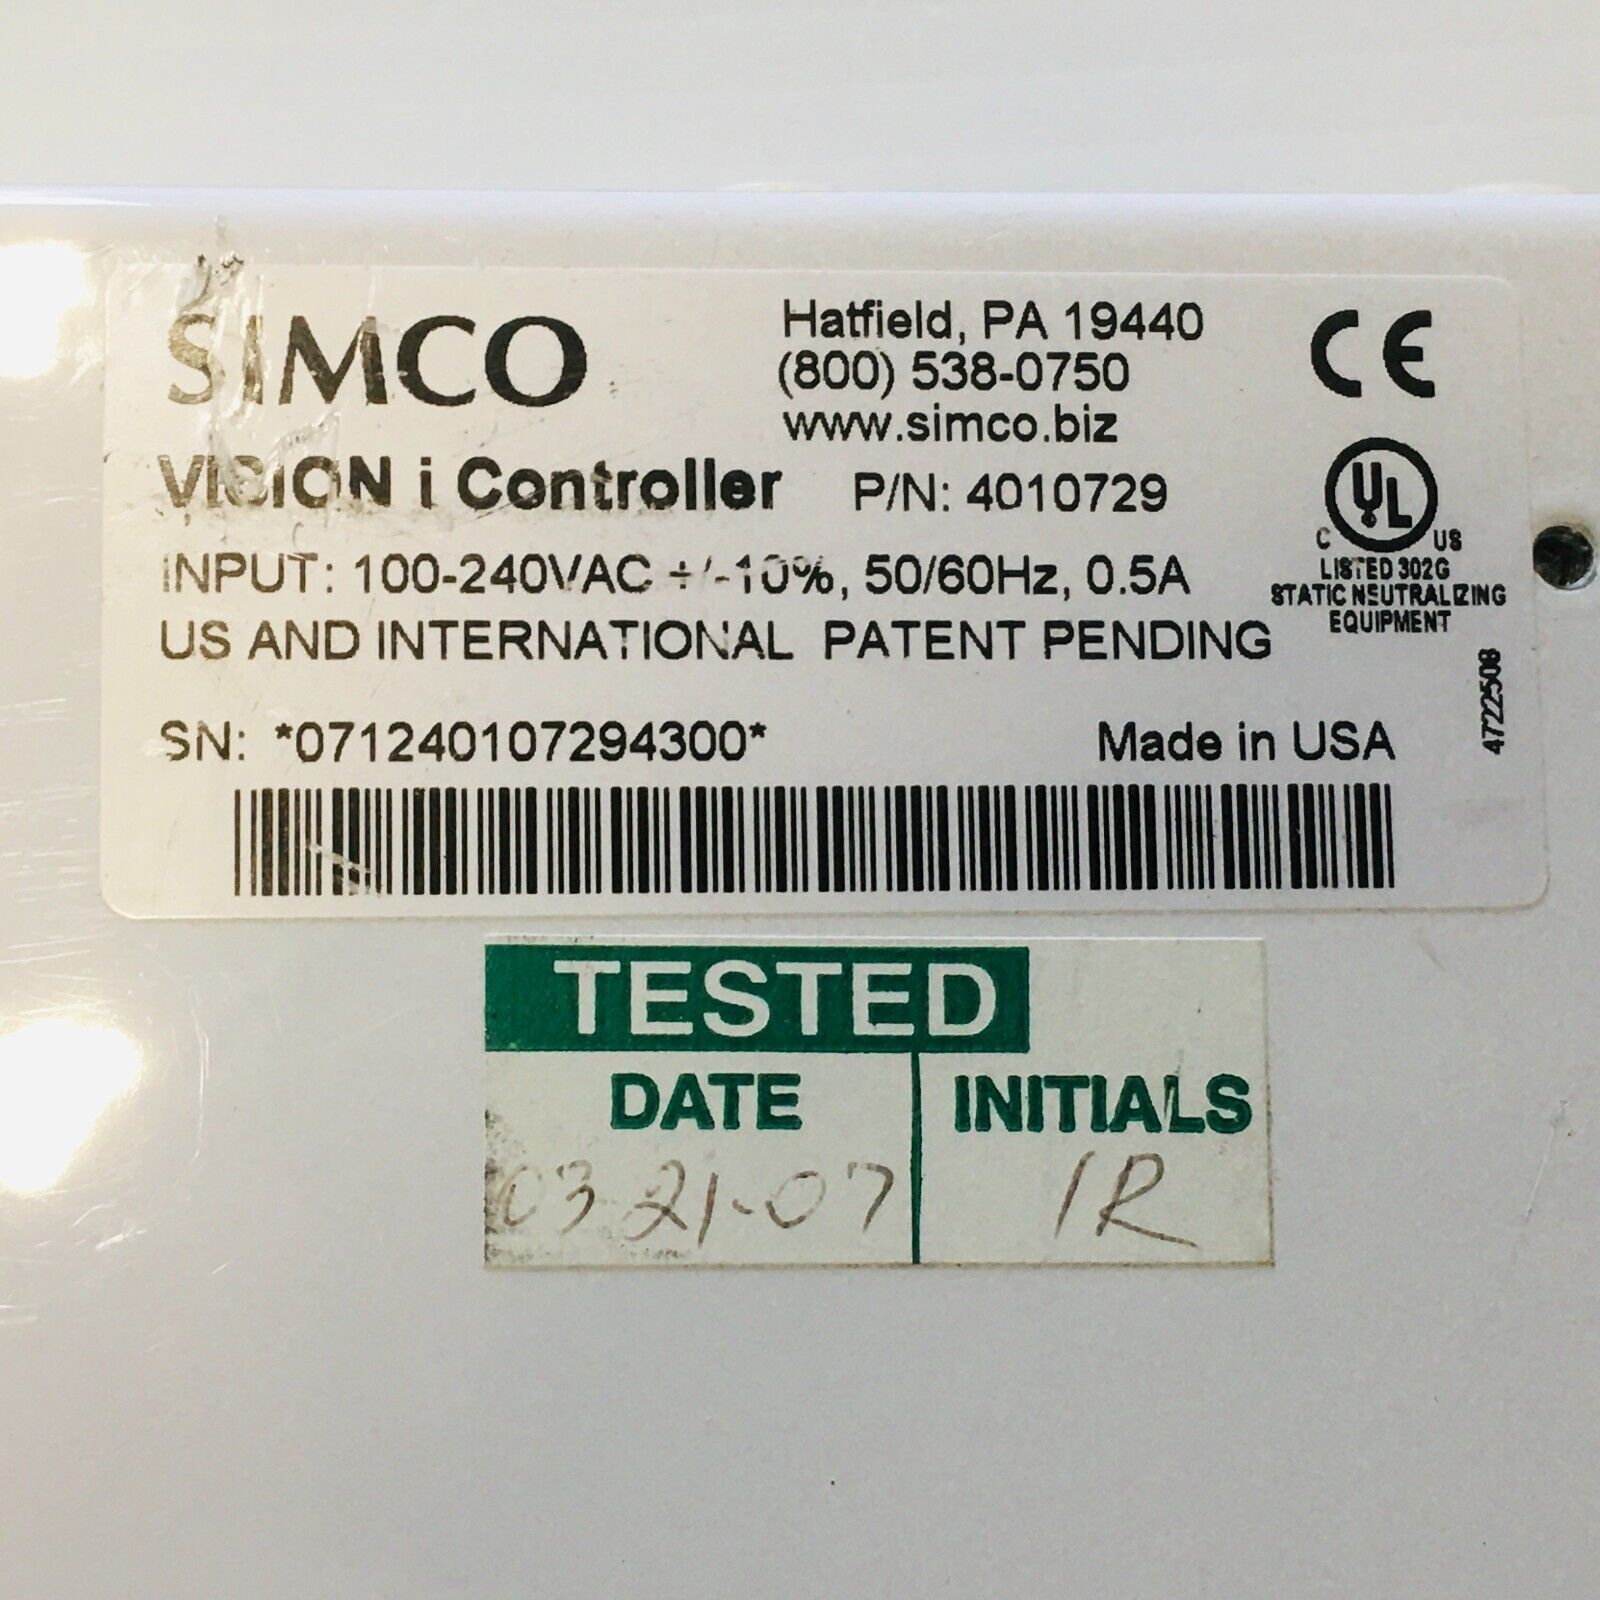 SIMCO
Hatfield, PA 19440
(800) 538-0750
www.simco.biz
CE
VISION i Controller P/N: 4010729
UL
C US
LISTED 302G
STATIC NEUTRALIZING
EQUIPMENT
INPUT: 100-240VAC +/-10%, 50/60Hz, 0.5A
US AND INTERNATIONAL PATENT PENDING
4722508
SN: *071240107294300*
Made in USA
TESTED
DATE INITIALS
03-21-07 IR